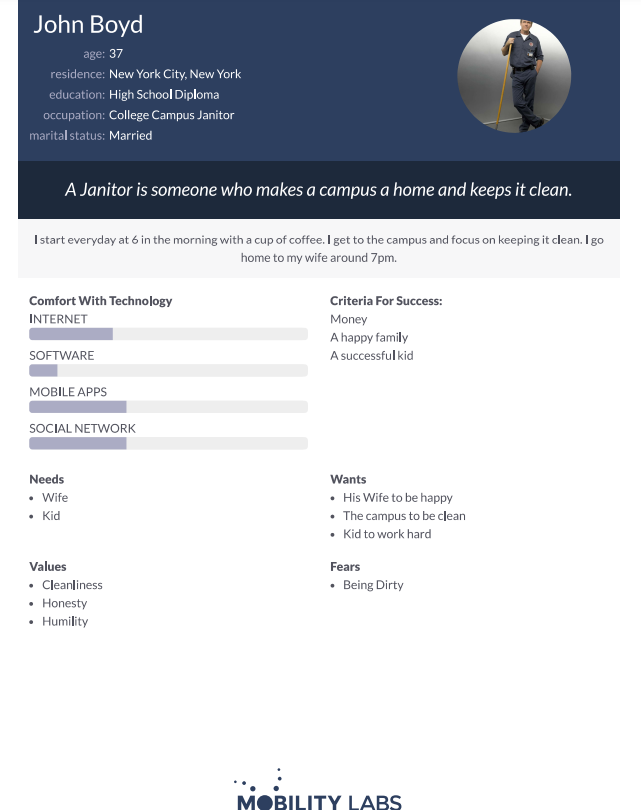 John Boyd
age: 37
residence: New York City, New York
education: High School Diploma
occupation: College Campus Janitor
marital status: Married
A Janitor is someone who makes a campus a home and keeps it clean.
I start everyday at 6 in the morning with a cup of coffee. I get to the campus and focus on keeping it clean. I go
home to my wife around 7pm.
Comfort With Technology
INTERNET
SOFTWARE
MOBILE APPS
SOCIAL NETWORK
Criteria For Success:
Money
A happy family
A successful kid
Needs
• Wife
• Kid
Wants
• His Wife to be happy
• The campus to be clean
• Kid to work hard
Values
• Cleanliness
• Honesty
• Humility
Fears
• Being Dirty
MOBILITY LABS